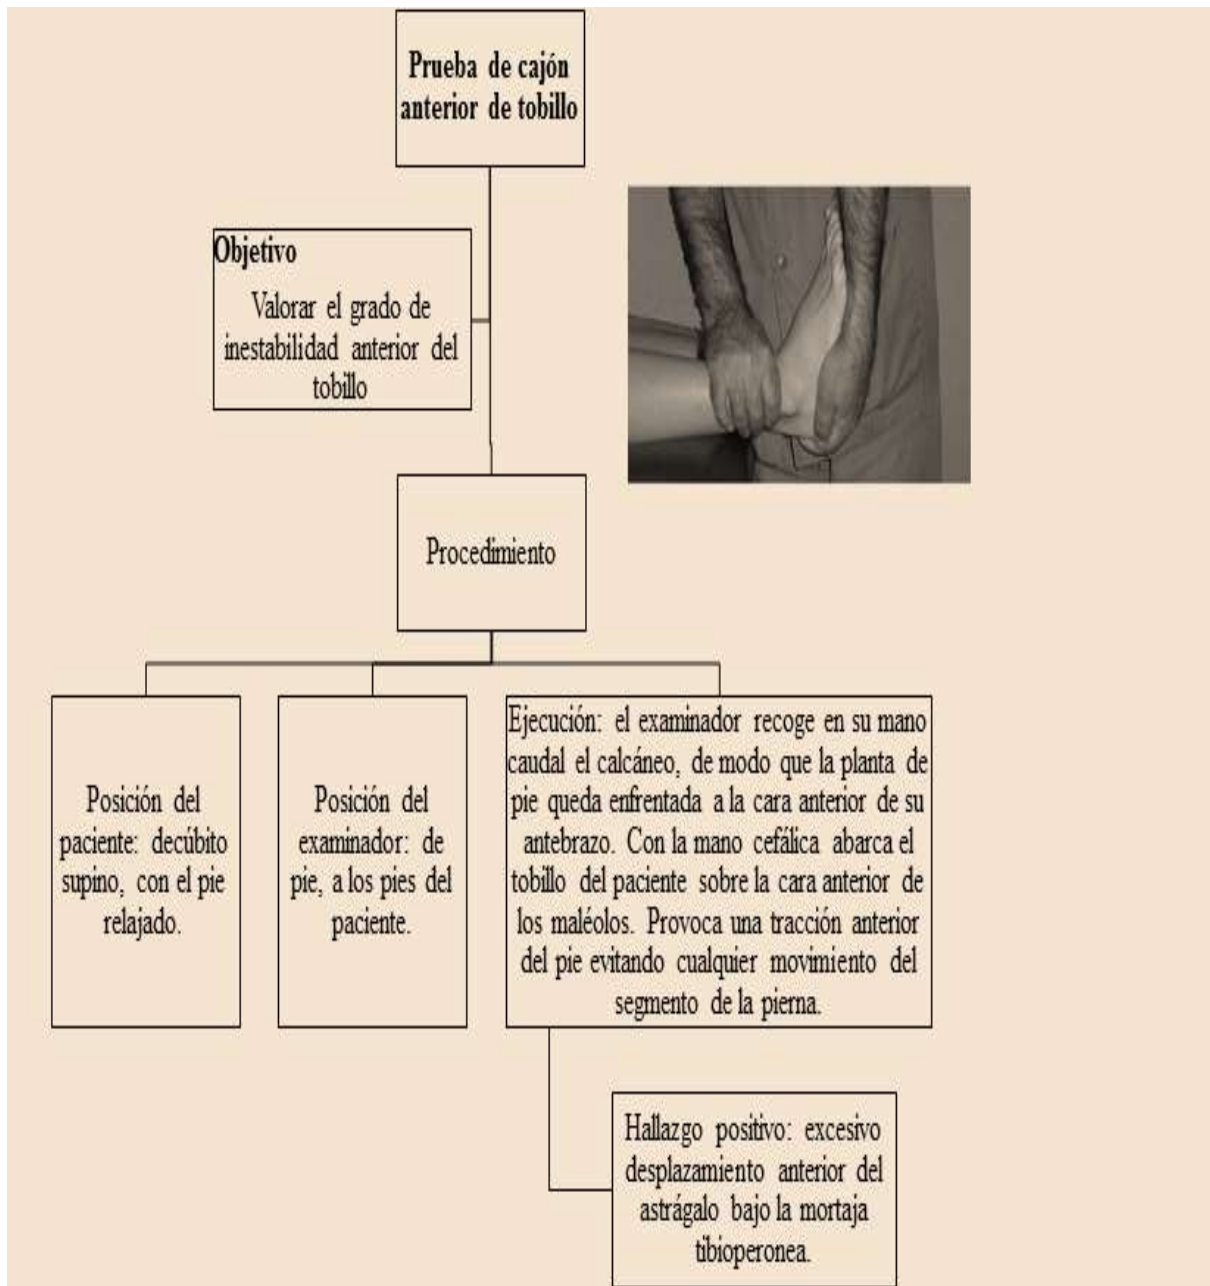 Prueba de cajón
anterior de tobillo
Objetivo
Valorar el grado de
inestabilidad anterior del
tobillo
Procedimiento
Posición del
paciente: decúbito
supino, con el pie
relajado.
Posición del
examinador: de
pie, a los pies del
paciente.
Ejecución: el examinador recoge en su mano
caudal el calcáneo, de modo que la planta de
pie queda enfrentada a la cara anterior de su
antebrazo. Con la mano cefálica abarca el
tobillo del paciente sobre la cara anterior de
los maléolos. Provoca una tracción anterior
del pie evitando cualquier movimiento del
segmento de la pierna.
Hallazgo positivo: excesivo
desplazamiento anterior del
astrágalo bajo la mortaja
tibioperonea.